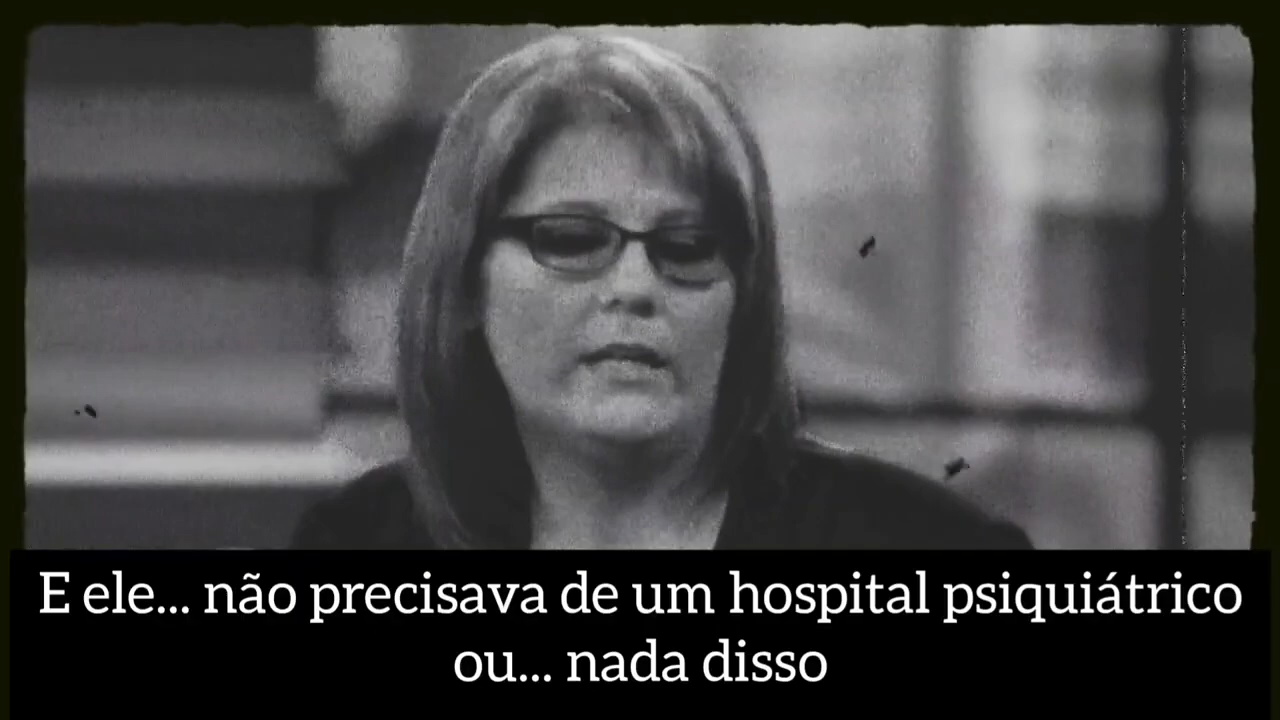 E ele... não precisava de um hospital psiquiátrico
ou... nada disso